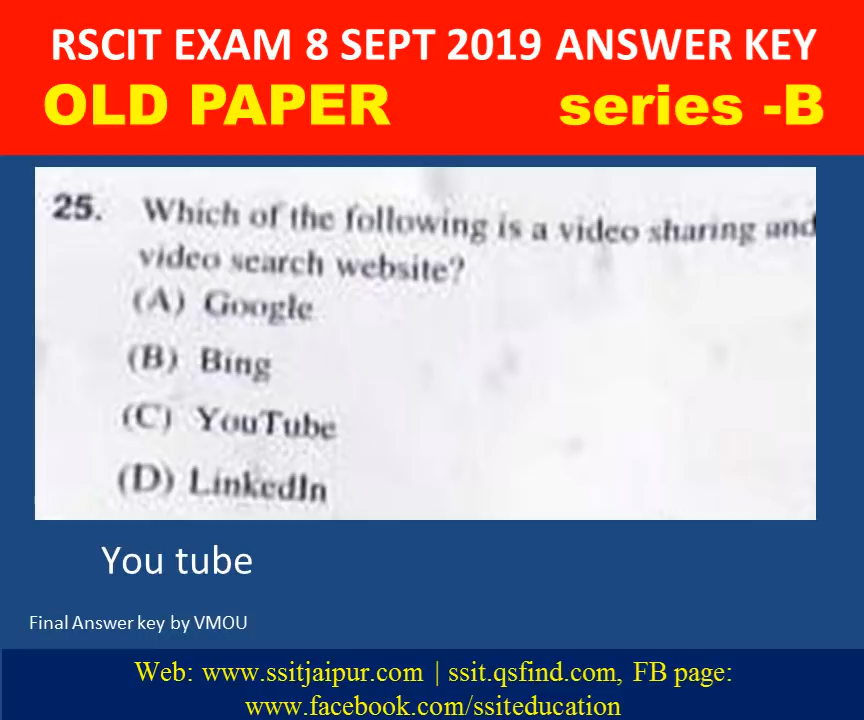 RSCIT EXAM 8 SEPT 2019 ANSWER KEY
OLD PAPER series -B
25. Which of the following is a video sharing and
video search website?
(A) Google
(B) Bing
(C) YouTube
(D) LinkedIn
You tube
Final Answer key by VMOU
Web: www.ssitjaipur.com | ssit.qsfind.com, FB page:
www.facebook.com/ssiteducation